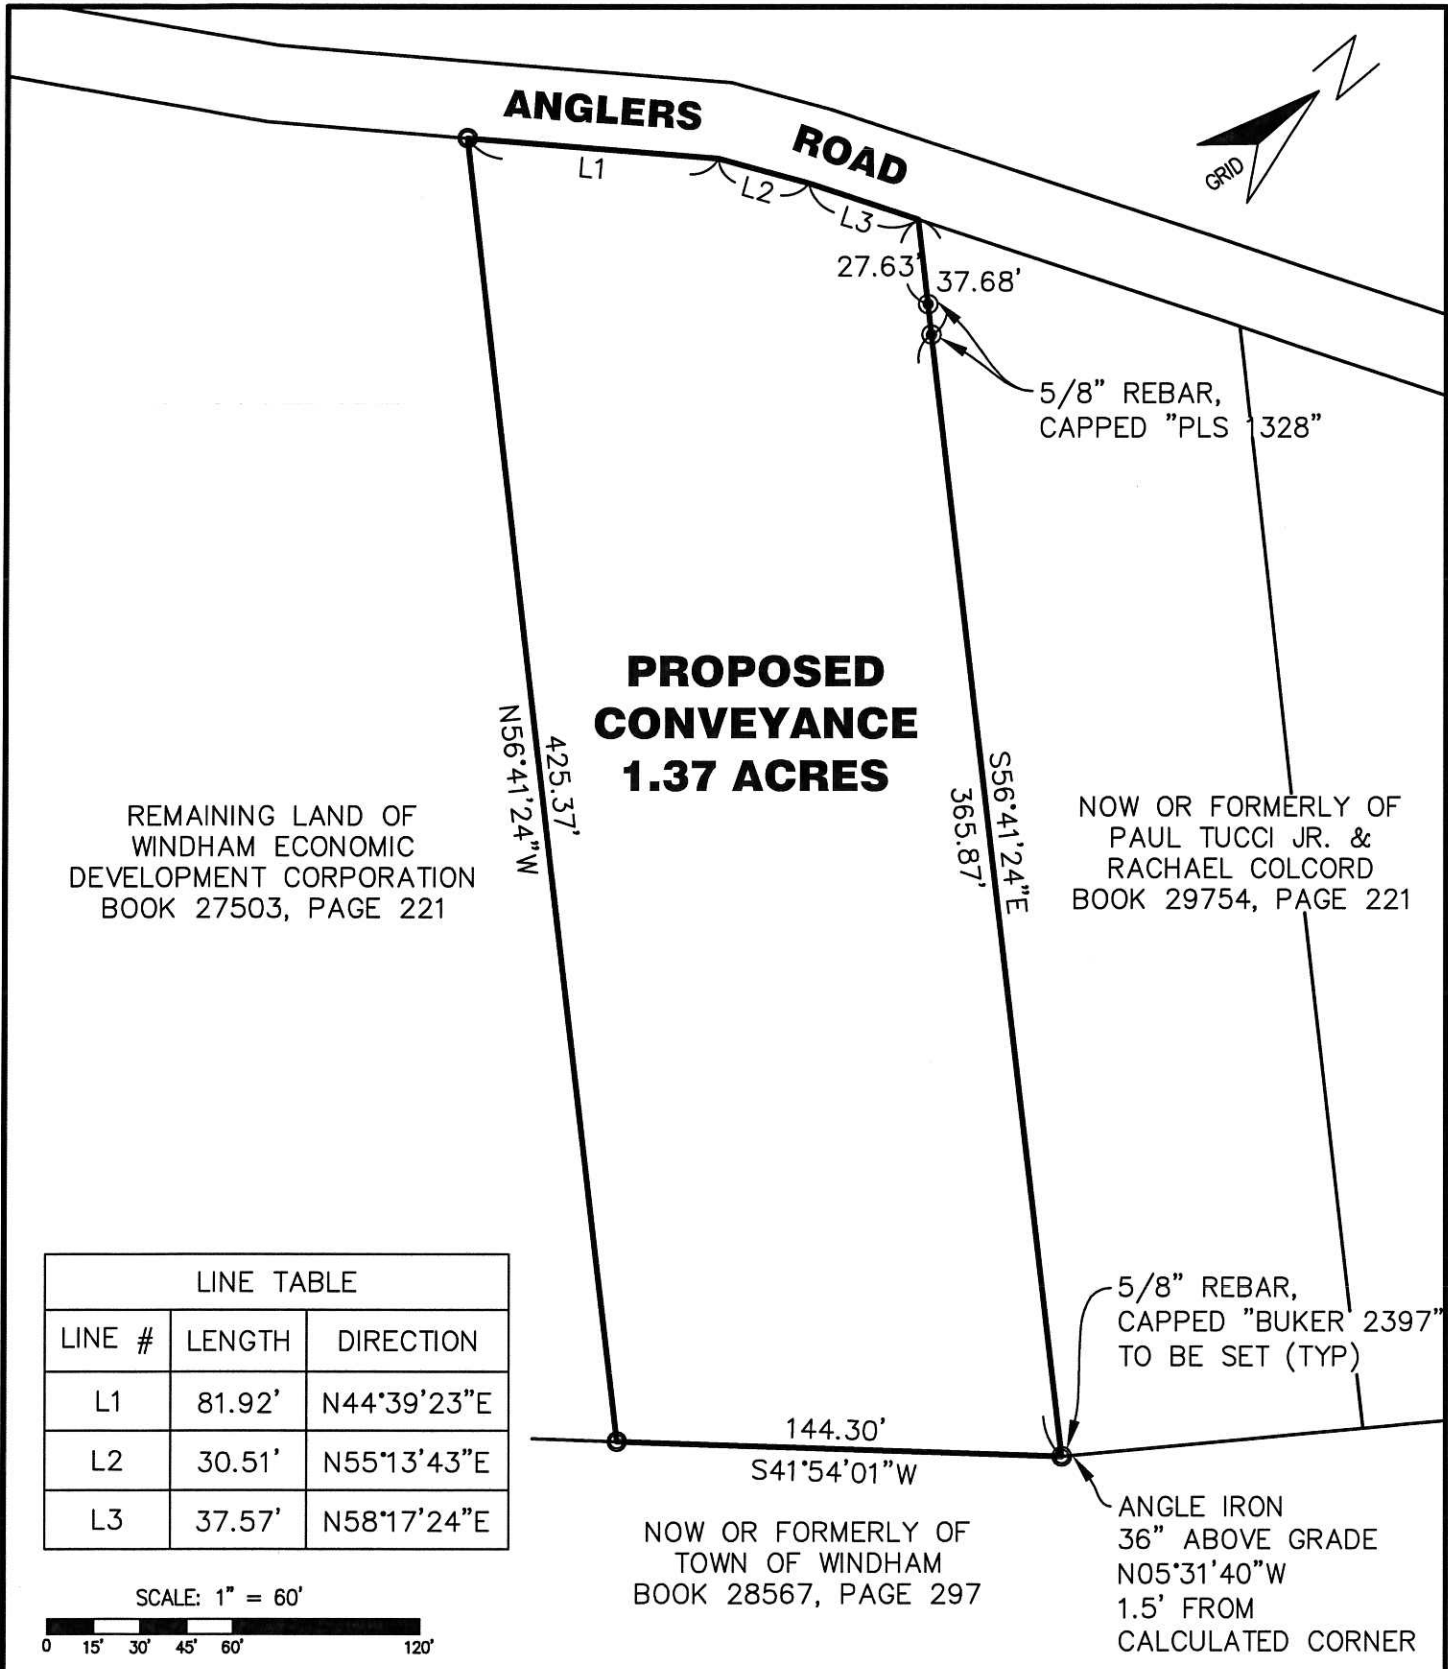 ANGLERS ROAD
N
GRID
L1
L2
L3
27.63'
37.68'
5/8" REBAR,
CAPPED "PLS 1328"
PROPOSED
CONVEYANCE
1.37 ACRES
N56°41'24"W
425.37'
S56°41'24"E
365.87'
REMAINING LAND OF
WINDHAM ECONOMIC
DEVELOPMENT CORPORATION
BOOK 27503, PAGE 221
NOW OR FORMERLY OF
PAUL TUCCI JR. &
RACHAEL COLCORD
BOOK 29754, PAGE 221
LINE TABLE
LINE # LENGTH DIRECTION
L1 81.92' N44°39'23"E
L2 30.51' N55°13'43"E
L3 37.57' N58°17'24"E
5/8" REBAR,
CAPPED "BUKER 2397"
TO BE SET (TYP)
144.30'
S41°54'01"W
NOW OR FORMERLY OF
TOWN OF WINDHAM
BOOK 28567, PAGE 297
ANGLE IRON
36" ABOVE GRADE
N05°31'40"W
1.5' FROM
CALCULATED CORNER
SCALE: 1" = 60'
0 15' 30' 45' 60' 120'